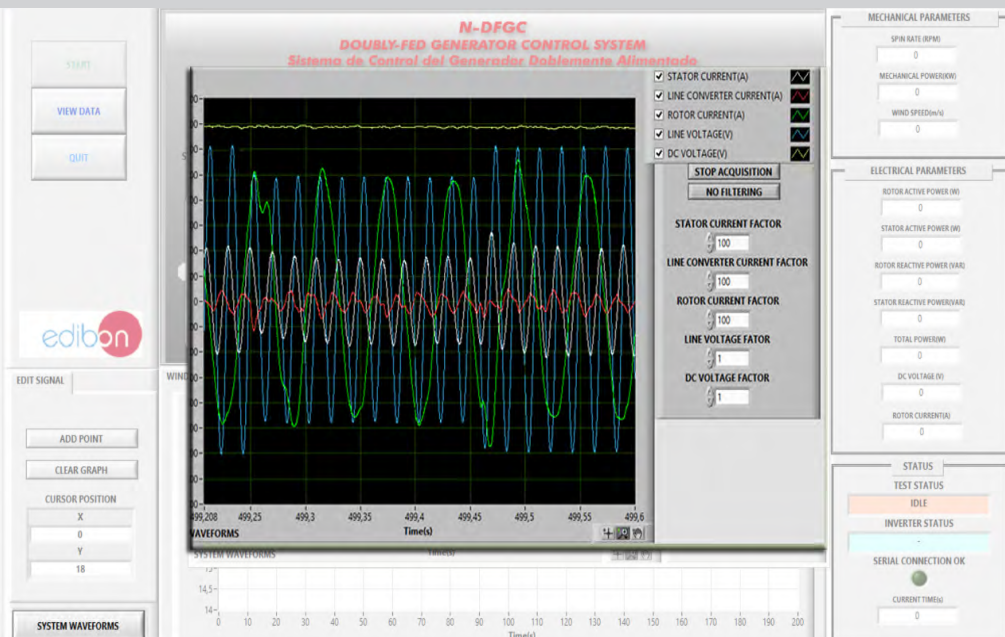 N-DFGC
DOUBLY-FED GENERATOR CONTROL SYSTEM
Sistema de Control del Generador Doblemente Alimentado
START
VIEW DATA
QUIT
edibon
EDIT SIGNAL
WIND
ADD POINT
CLEAR GRAPH
CURSOR POSITION
X
0
Y
18
SYSTEM WAVEFORMS
STATOR CURRENT(A)
LINE CONVERTER CURRENT(A)
ROTOR CURRENT(A)
LINE VOLTAGE(V)
DC VOLTAGE(V)
STOP ACQUISITION
NO FILTERING
STATOR CURRENT FACTOR
100
LINE CONVERTER CURRENT FACTOR
100
ROTOR CURRENT FACTOR
100
LINE VOLTAGE FATOR
1
DC VOLTAGE FACTOR
1
499,208 499,25 499,3 499,35 499,4 499,45 499,5 499,55 499,6
WAVEFORMS Time(s)
SYSTEM WAVEFORMS Time(s)
14,5
14
0 10 20 30 40 50 60 70 80 90 100 110 120 130 140 150 160 170 180 190 200
Time(s)
MECHANICAL PARAMETERS
SPIN RATE (RPM)
0
MECHANICAL POWER(KW)
0
WIND SPEED(m/s)
0
ELECTRICAL PARAMETERS
ROTOR ACTIVE POWER (W)
0
STATOR ACTIVE POWER (W)
0
ROTOR REACTIVE POWER (VAR)
0
STATOR REACTIVE POWER(VAR)
0
TOTAL POWER(W)
0
DC VOLTAGE (V)
0
ROTOR CURRENT(A)
0
STATUS
TEST STATUS
IDLE
INVERTER STATUS
-
SERIAL CONNECTION OK
CURRENT TIME(s)
0